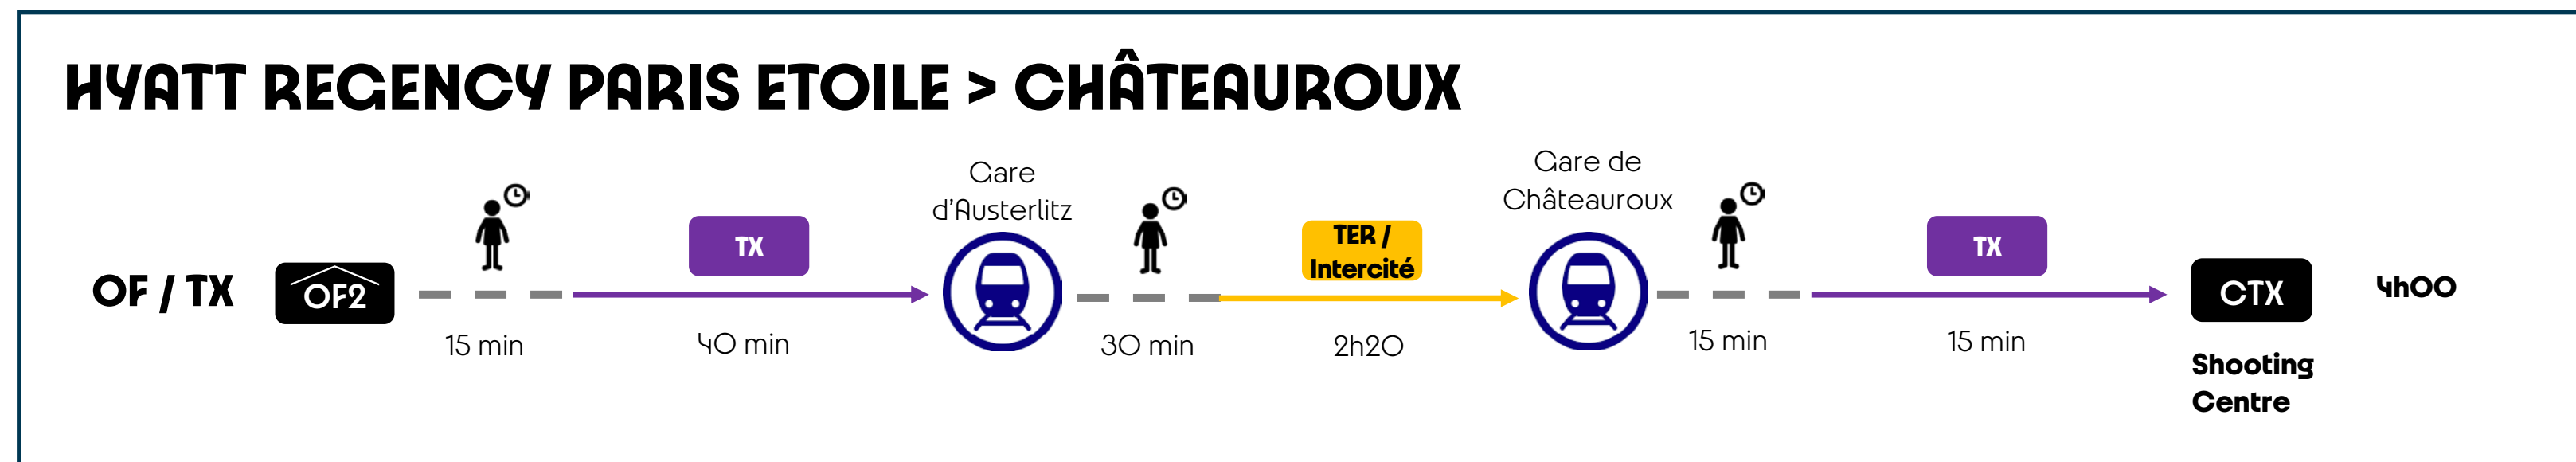 HYATT REGENCY PARIS ETOILE > CHÂTEAUROUX
OF / TX
OF2
15 min
TX
40 min
Gare
d'Austerlitz
30 min
TER /
Intercité
2h20
Gare de
Châteauroux
15 min
TX
15 min
CTX
Shooting
Centre
4h00